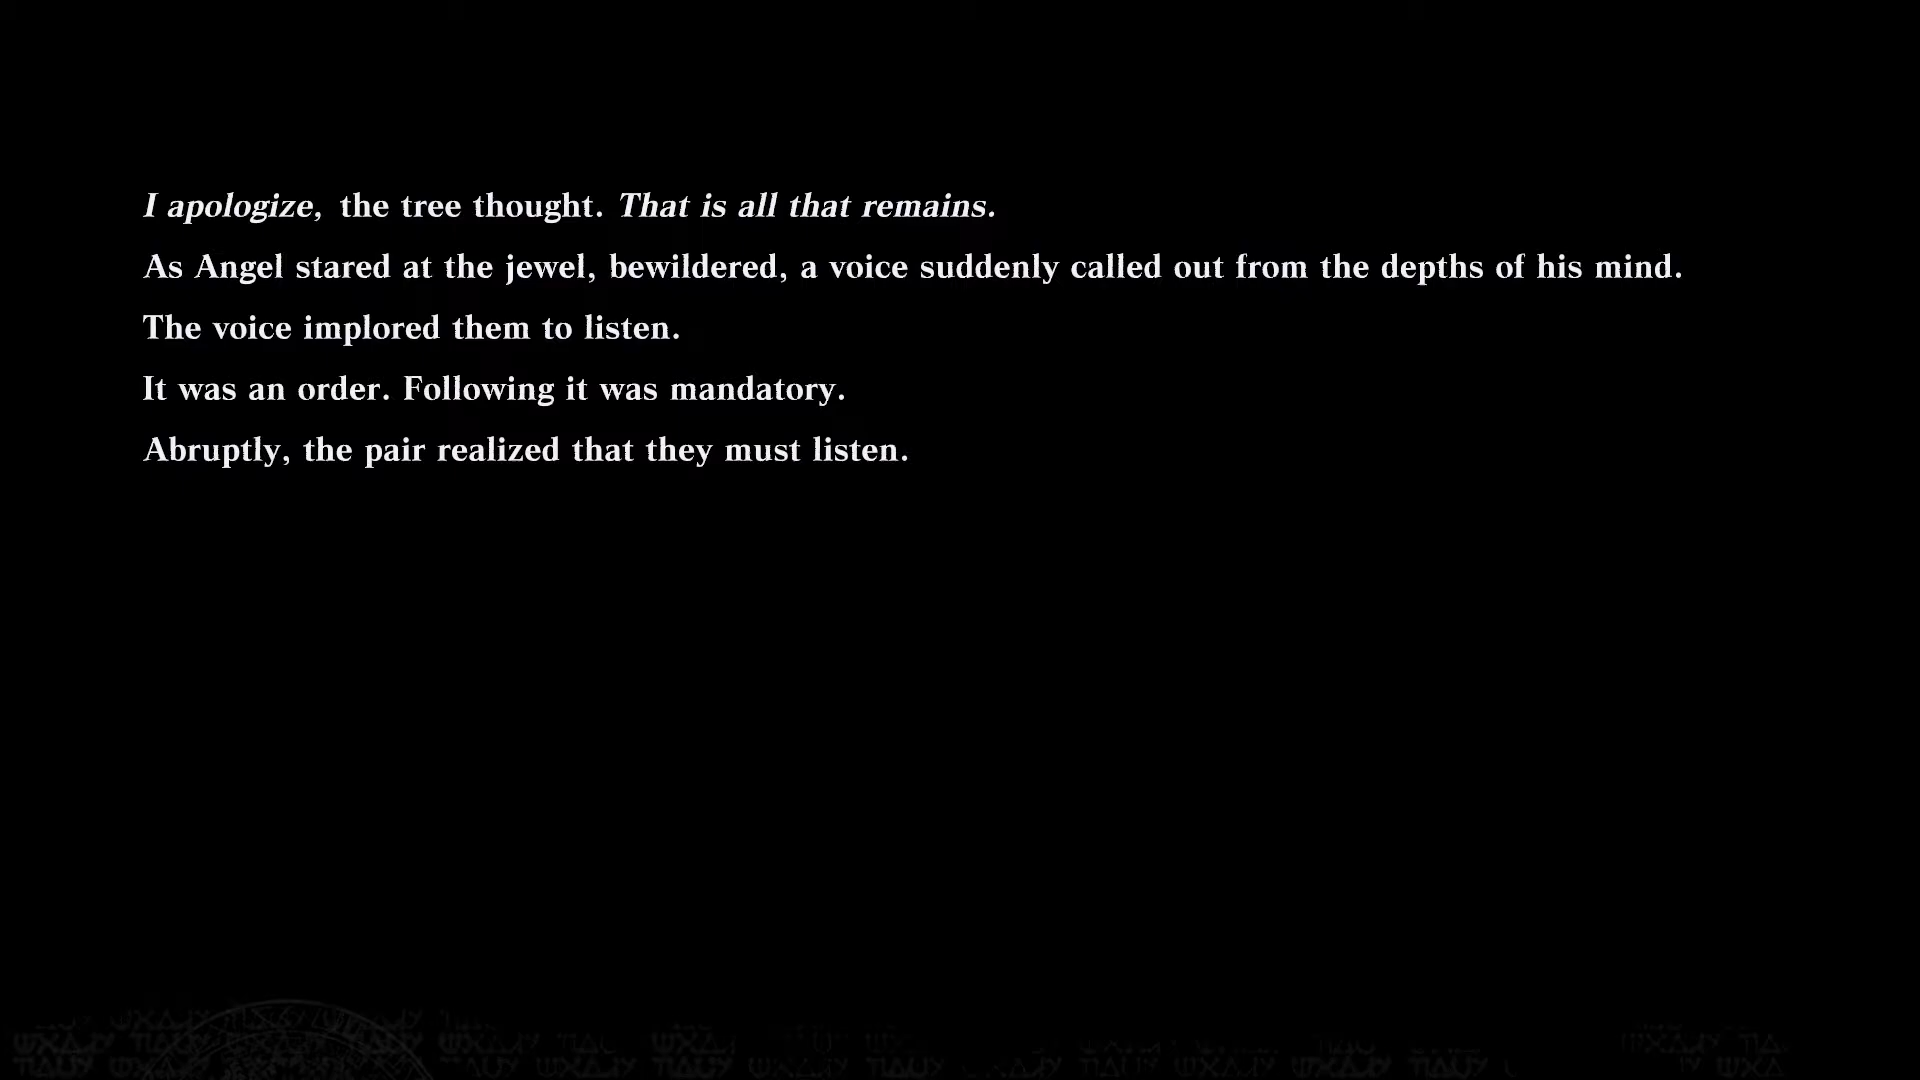 I apologize, the tree thought. That is all that remains.
As Angel stared at the jewel, bewildered, a voice suddenly called out from the depths of his mind.
The voice implored them to listen.
It was an order. Following it was mandatory.
Abruptly, the pair realized that they must listen.